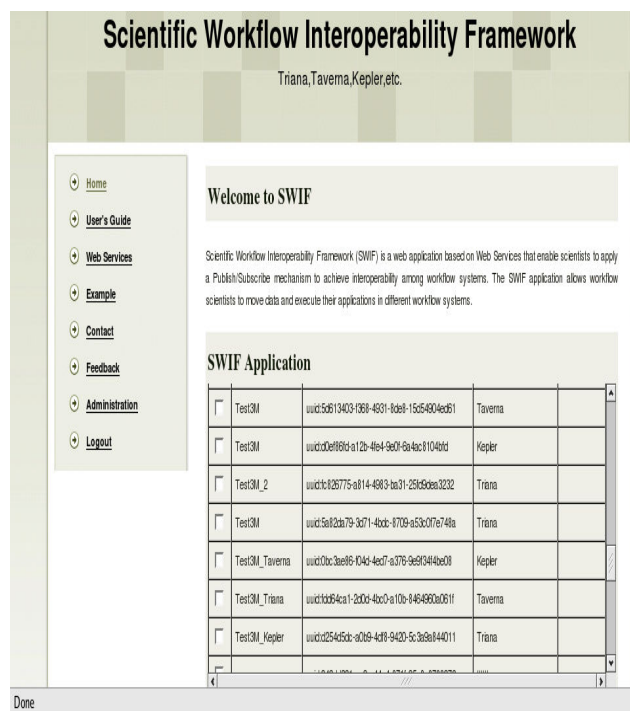 Scientific Workflow Interoperability Framework
Triana,Taverna,Kepler,etc.
Home
User's Guide
Web Services
Example
Contact
Feedback
Administration
Logout
Welcome to SWIF
Scientific Workflow Interoperability Framework (SWIF) is a web application based on Web Services that enable scientists to apply
a Publish/Subscribe mechanism to achieve interoperability among workflow systems. The SWIF application allows workflow
scientists to move data and execute their applications in different workflow systems.
SWIF Application
Test3M uuid:5d613403-f368-4931-8de8-15d54904ed61 Taverna
Test3M uuid:d0ef86fd-a12b-4fe4-9e0f-6a4ac8104bfd Kepler
Test3M_2 uuid:fc826775-a814-4983-ba31-25fd9dea3232 Triana
Test3M uuid:5a82da79-3d71-4bdc-8709-a53c0f7e748a Triana
Test3M_Taverna uuid:0bc3ae86-f04d-4ed7-a376-9e9f34f4be08 Kepler
Test3M_Triana uuid:fdd64ca1-2d0d-4bc0-a10b-8464960a061f Taverna
Test3M_Kepler uuid:d254d5dc-a0b9-4df8-9420-5c3a9a844011 Triana
Done